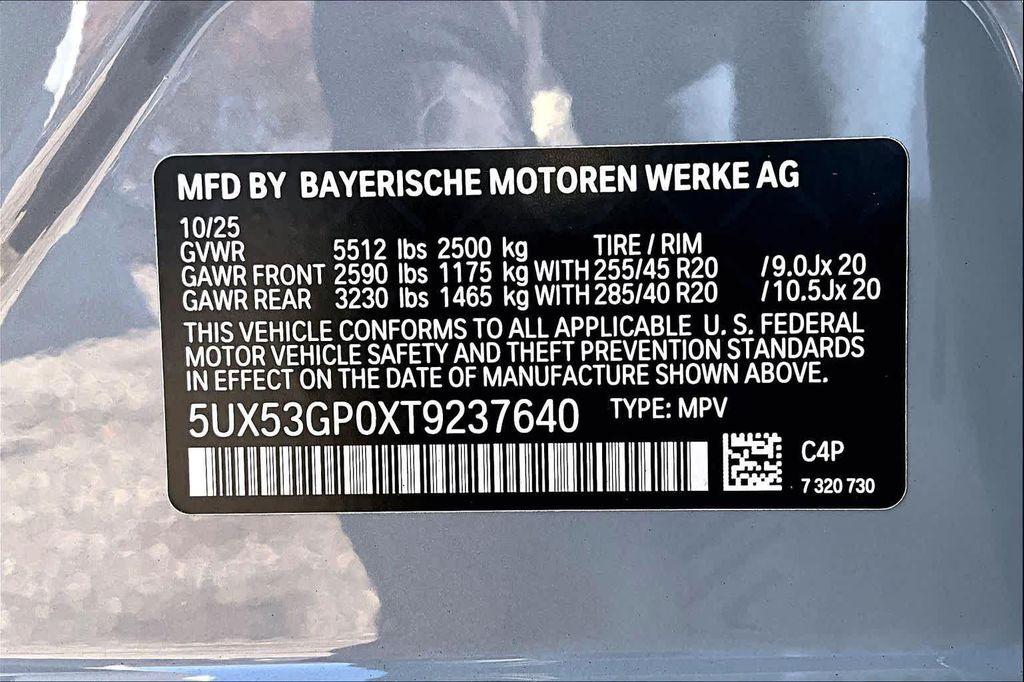 MFD BY BAYERISCHE MOTOREN WERKE AG
10/25
GVWR 5512 lbs 2500 kg TIRE / RIM
GAWR FRONT 2590 lbs 1175 kg WITH 255/45 R20 /9.0Jx 20
GAWR REAR 3230 lbs 1465 kg WITH 285/40 R20 /10.5Jx 20
THIS VEHICLE CONFORMS TO ALL APPLICABLE U. S. FEDERAL
MOTOR VEHICLE SAFETY AND THEFT PREVENTION STANDARDS
IN EFFECT ON THE DATE OF MANUFACTURE SHOWN ABOVE.
5UX53GP0XT9237640 TYPE: MPV
C4P
7 320 730